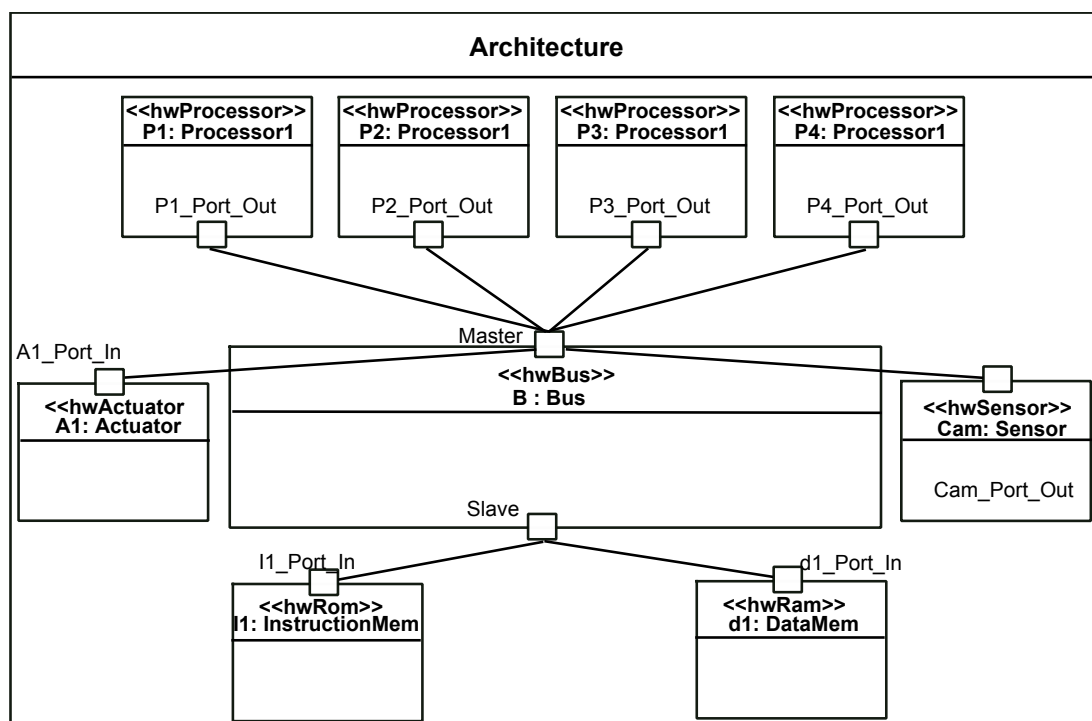 Architecture
<<hwProcessor>>
P1: Processor1
P1_Port_Out
<<hwProcessor>>
P2: Processor1
P2_Port_Out
<<hwProcessor>>
P3: Processor1
P3_Port_Out
<<hwProcessor>>
P4: Processor1
P4_Port_Out
Master
A1_Port_In
<<hwActuator
A1: Actuator
<<hwBus>>
B : Bus
<<hwSensor>>
Cam: Sensor
Cam_Port_Out
Slave
I1_Port_In
<<hwRom>>
I1: InstructionMem
d1_Port_In
<<hwRam>>
d1: DataMem